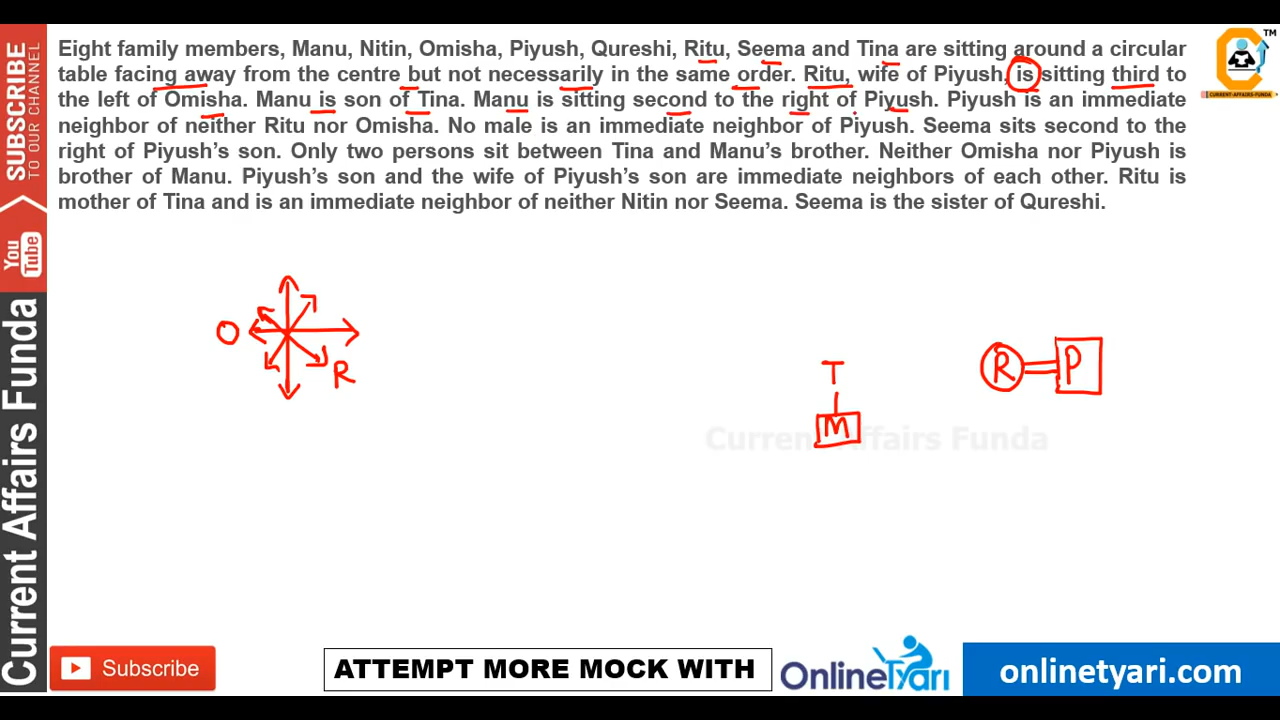 SUBSCRIBE
TO OUR CHANNEL
You Tube
Current Affairs Funda
Eight family members, Manu, Nitin, Omisha, Piyush, Qureshi, Ritu, Seema and Tina are sitting around a circular
table facing away from the centre but not necessarily in the same order. Ritu, wife of Piyush, is sitting third to
the left of Omisha. Manu is son of Tina. Manu is sitting second to the right of Piyush. Piyush is an immediate
neighbor of neither Ritu nor Omisha. No male is an immediate neighbor of Piyush. Seema sits second to the
right of Piyush's son. Only two persons sit between Tina and Manu's brother. Neither Omisha nor Piyush is
brother of Manu. Piyush's son and the wife of Piyush's son are immediate neighbors of each other. Ritu is
mother of Tina and is an immediate neighbor of neither Nitin nor Seema. Seema is the sister of Qureshi.
TM
CURRENT-AFFAIRS-FUNDA
O
R
T
M
R
P
Current Affairs Funda
Subscribe
ATTEMPT MORE MOCK WITH
OnlineTyari
onlinetyari.com